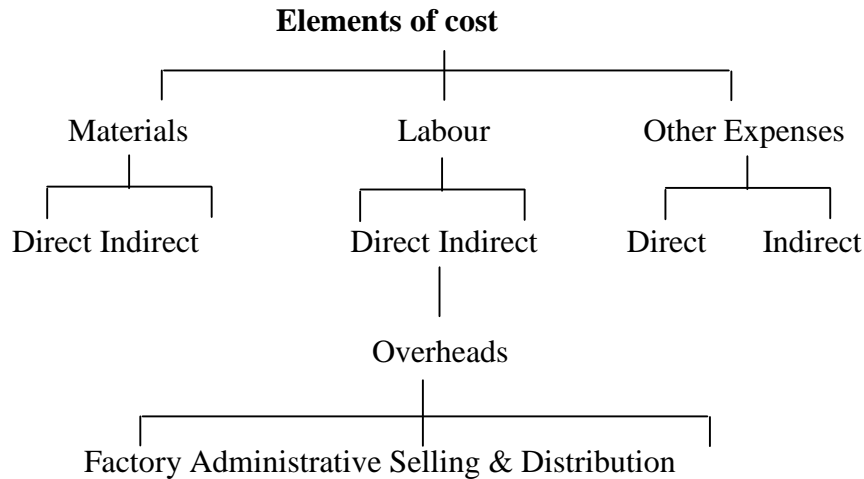 Elements of cost
Materials Labour Other Expenses
Direct Indirect Direct Indirect Direct Indirect
Overheads
Factory Administrative Selling & Distribution